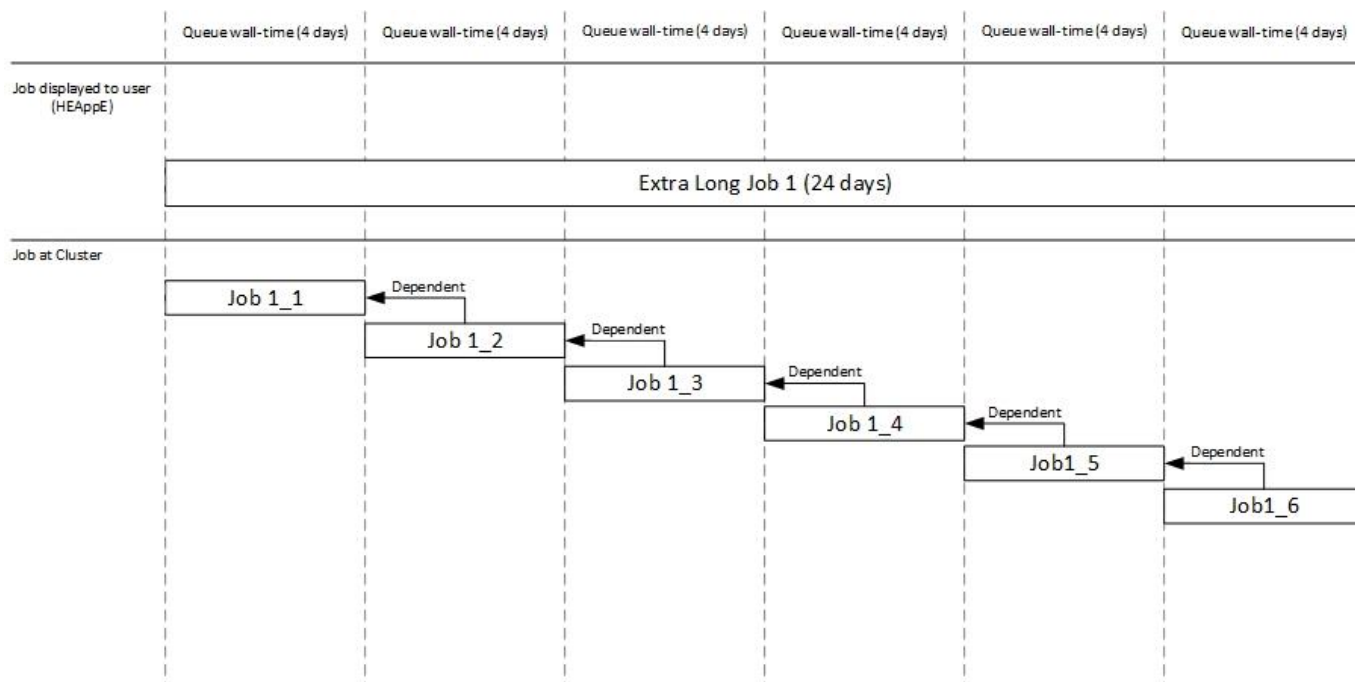 Queue wall-time (4 days) Queue wall-time (4 days) Queue wall-time (4 days) Queue wall-time (4 days) Queue wall-time (4 days) Queue wall-time (4 days)
Job displayed to user
(HEAppE)
Extra Long Job 1 (24 days)
Job at Cluster
Job 1_1
Dependent
Job 1_2
Dependent
Job 1_3
Dependent
Job 1_4
Dependent
Job1_5
Dependent
Job1_6